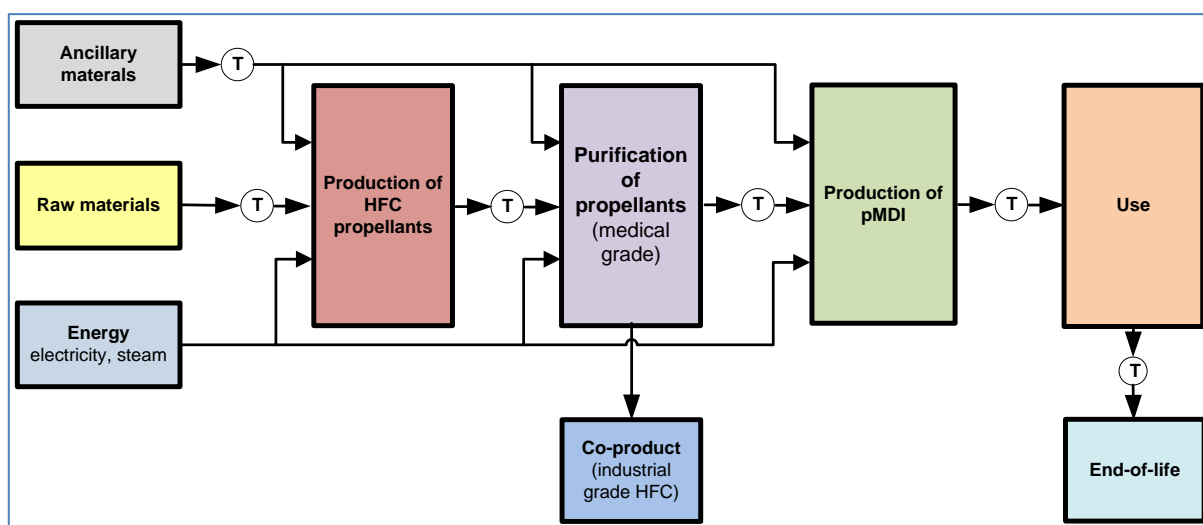 Ancillary
materals
T
Raw materials
T
Energy
electricity, steam
Production of
HFC
propellants
T
Purification
of
propellants
(medical
grade)
T
Production of
pMDI
T
Use
T
Co-product
(industrial
grade HFC)
End-of-life